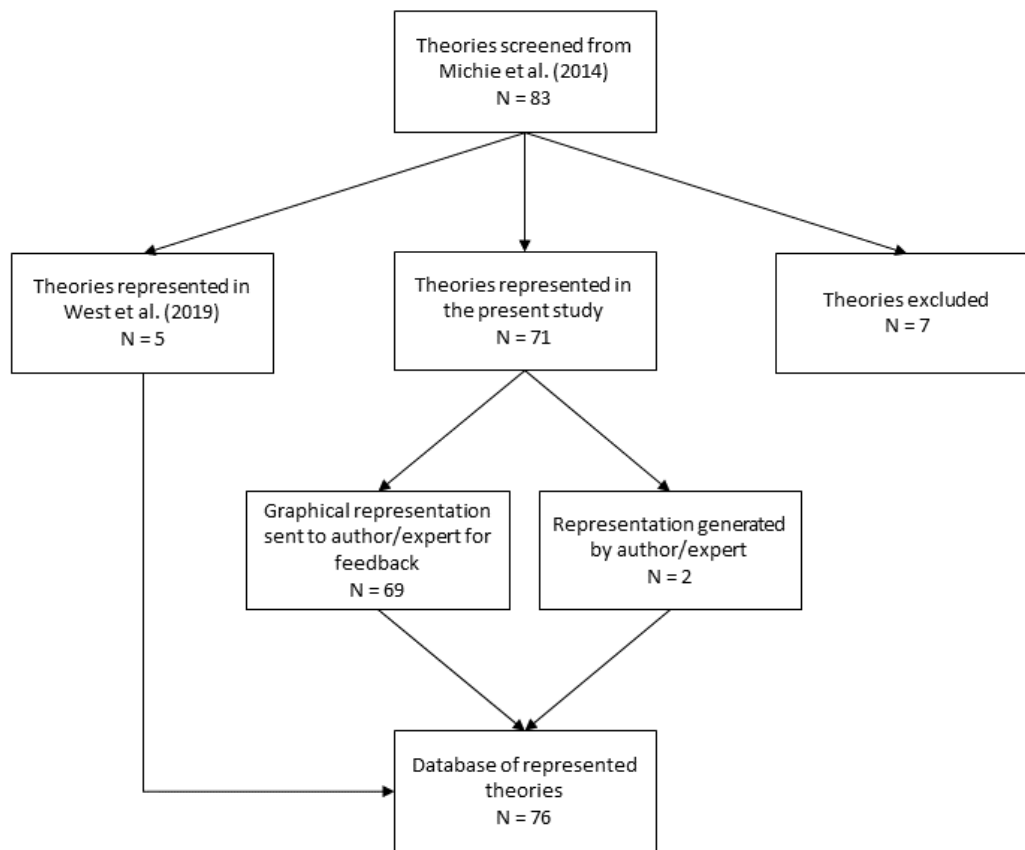 Theories screened from
Michie et al. (2014)
N = 83
Theories represented in
West et al. (2019)
N = 5
Theories represented in
the present study
N = 71
Theories excluded
N = 7
Graphical representation
sent to author/expert for
feedback
N = 69
Representation generated
by author/expert
N = 2
Database of represented
theories
N = 76